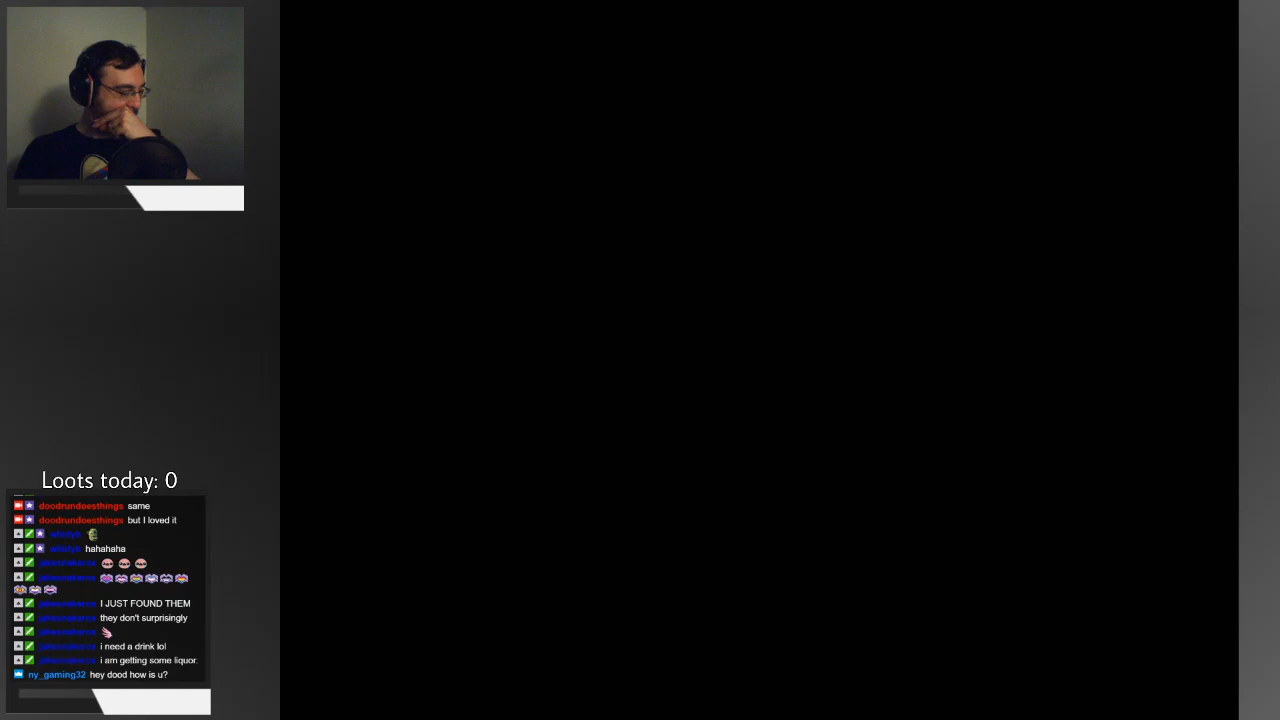 Loots today: 0
doodrundoesthings same
doodrundoesthings but I loved it
hahahaha
I JUST FOUND THEM
they don't surprisingly
i need a drink lol
i am getting some liquor.
ny_gaming32 hey dood how is u?